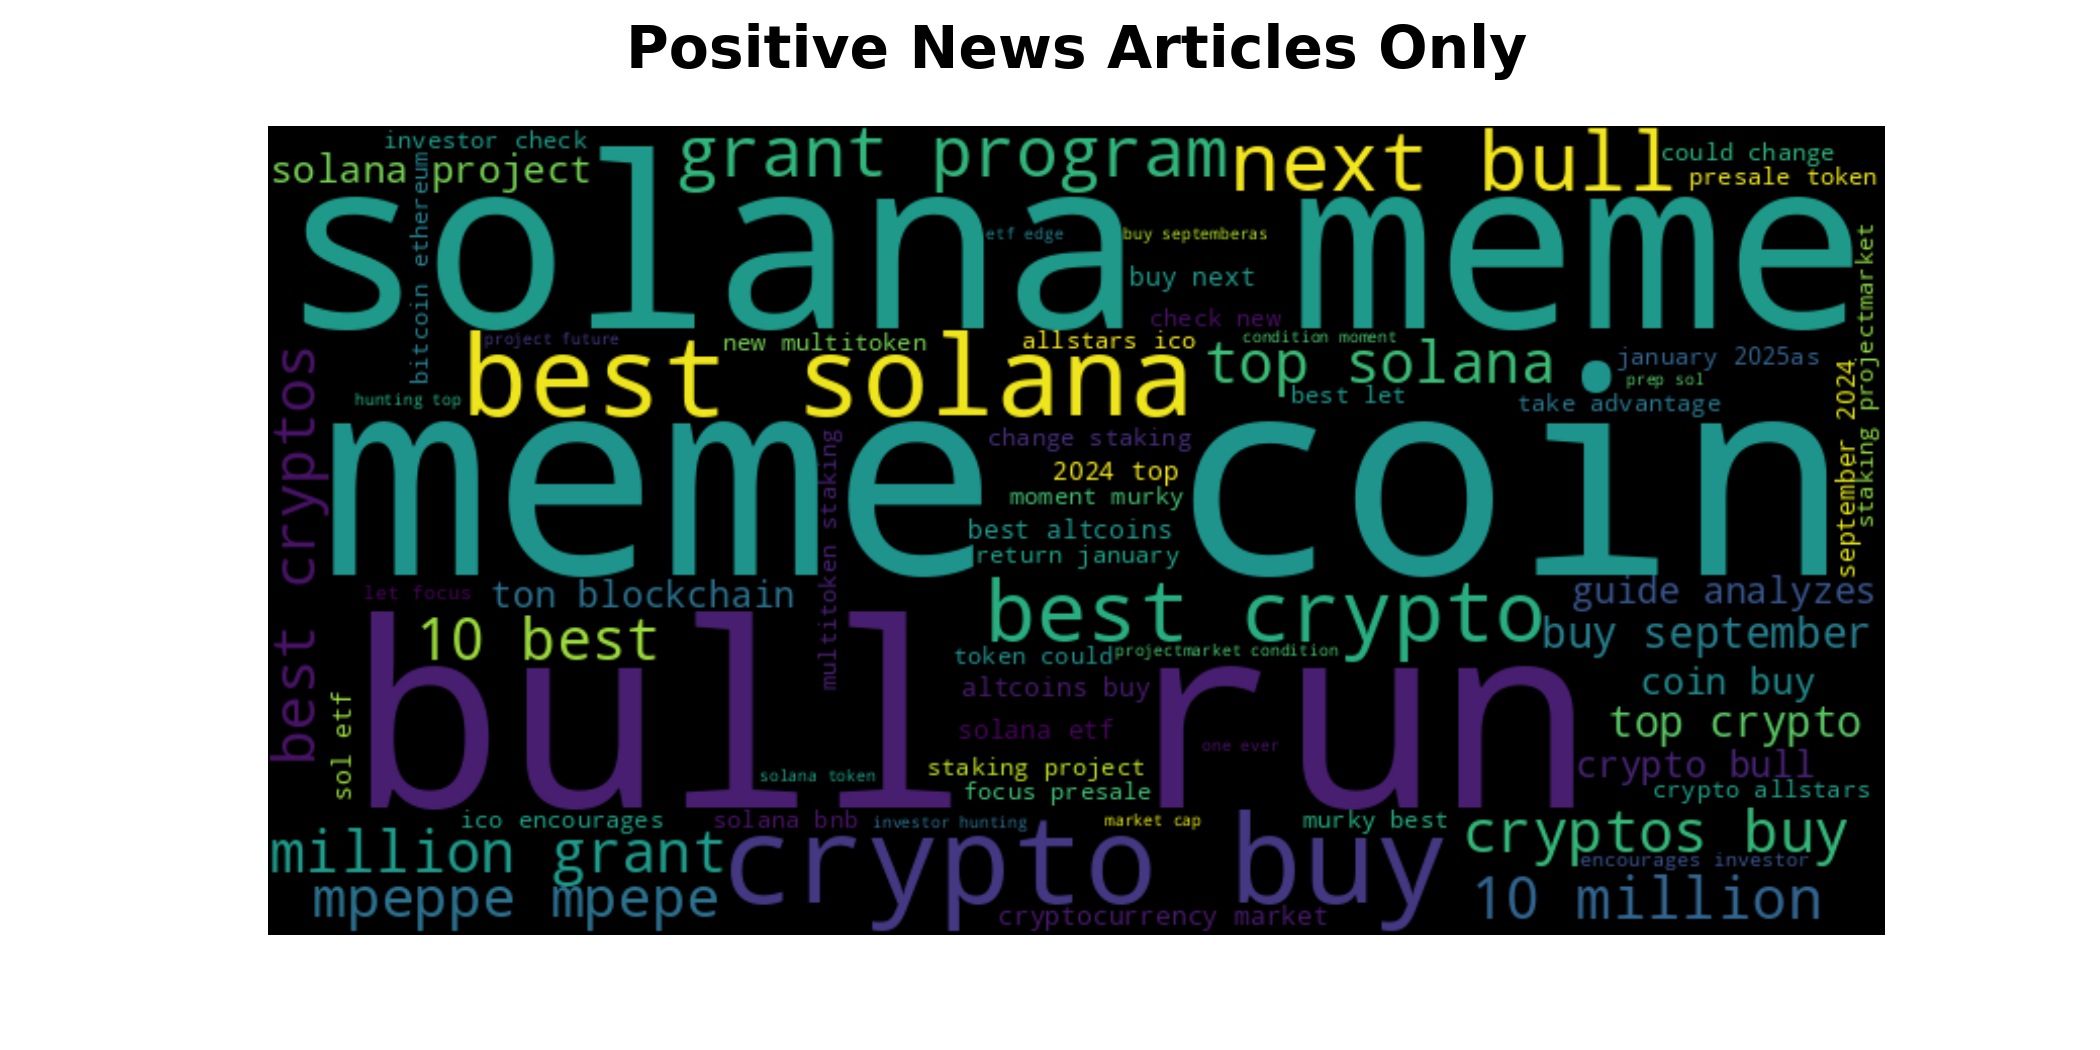 Positive News Articles Only
investor check
grant program
next bull
could change
solana project
presale token
solana meme
bitcoin ethereum
etf edge
buy septemberas
buy next
staking projectmarket
check new
project future
new multitoken
allstars ico
condition moment
best solana
top solana
january 2025as
prep sol
hunting top
best let
take advantage
september 2024
best cryptos
meme coin
change staking
multitoken staking
2024 top
moment murky
best altcoins
return january
let focus
ton blockchain
guide analyzes
best crypto
10 best
buy september
bull run
token could
projectmarket condition
altcoins buy
coin buy
sol etf
solana etf
top crypto
one ever
crypto bull
solana token
staking project
focus presale
crypto allstars
ico encourages
solana bnb
investor hunting
market cap
murky best
cryptos buy
million grant
crypto buy
encourages investor
mpeppe mpepe
10 million
cryptocurrency market